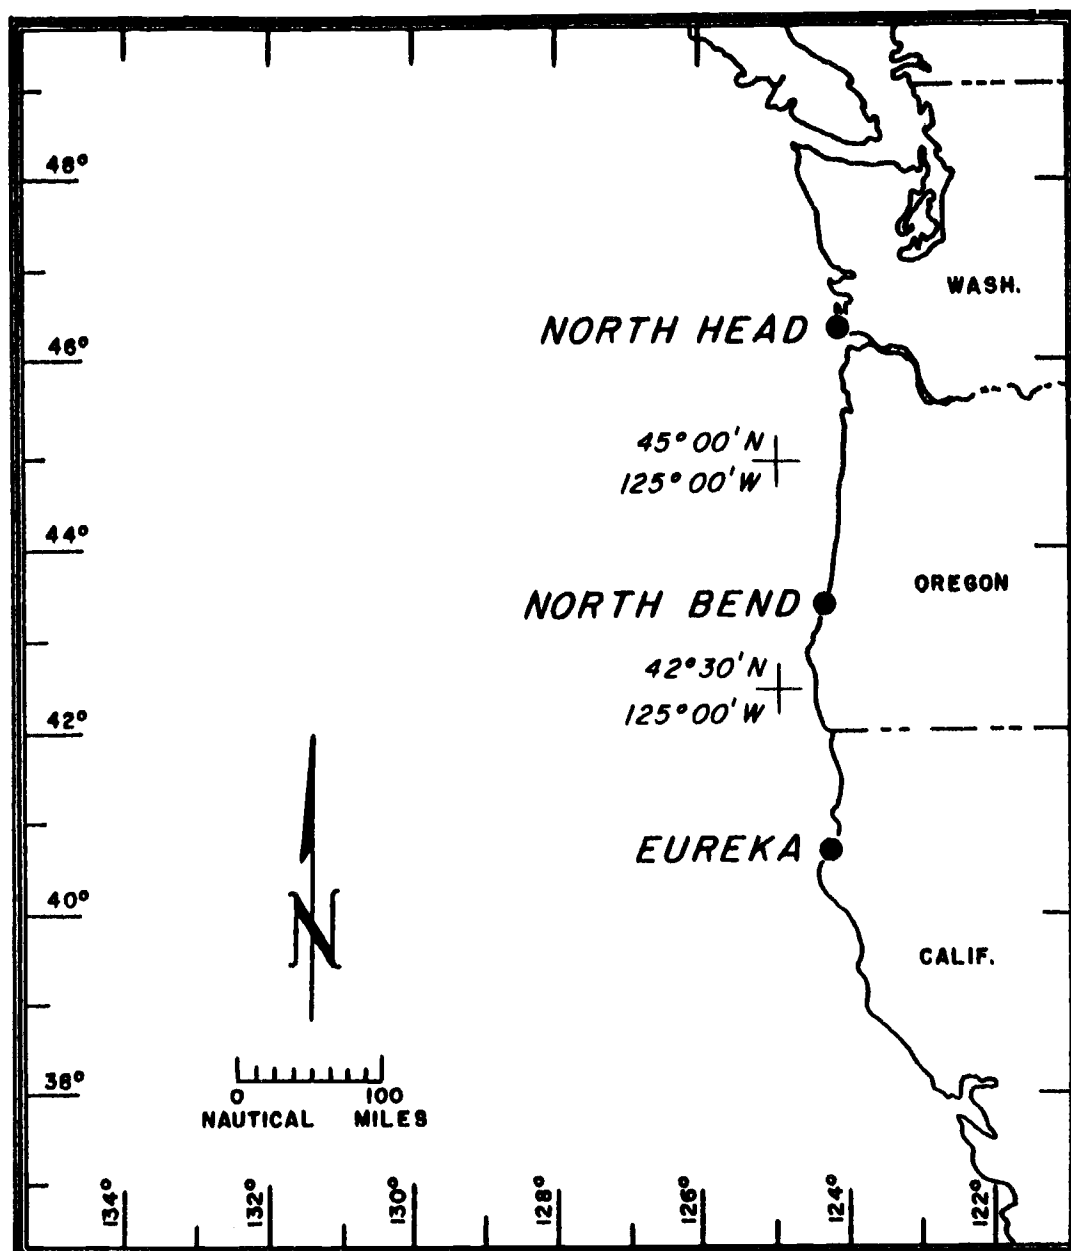 48°
WASH.
NORTH HEAD
46°
45°00'N
125°00'W
44°
OREGON
NORTH BEND
42°30'N
125°00'W
42°
EUREKA
40°
N
CALIF.
38°
0 100
NAUTICAL MILES
134° 132° 130° 128° 126° 124° 122°